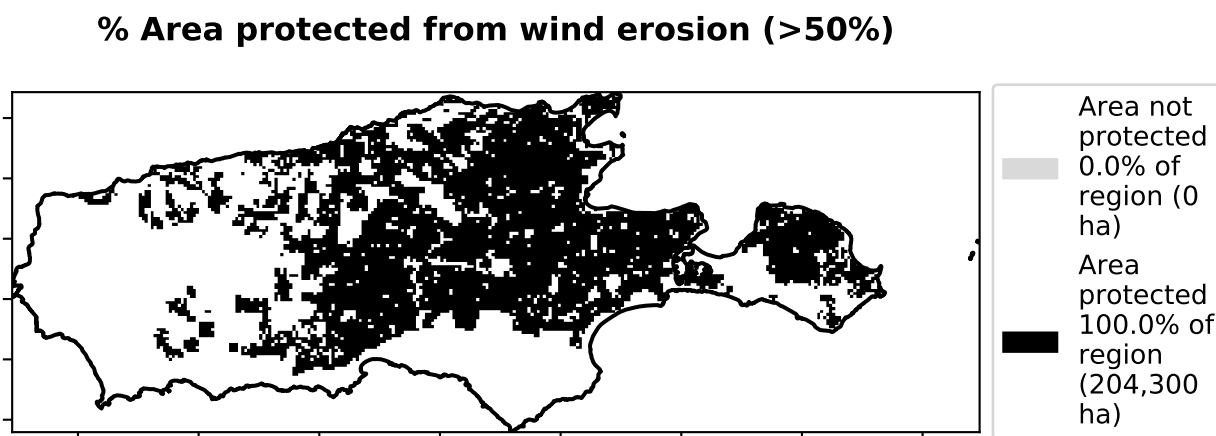 % Area protected from wind erosion (>50%)
Area not
protected
0.0% of
region (0
ha)
Area
protected
100.0% of
region
(204,300
ha)